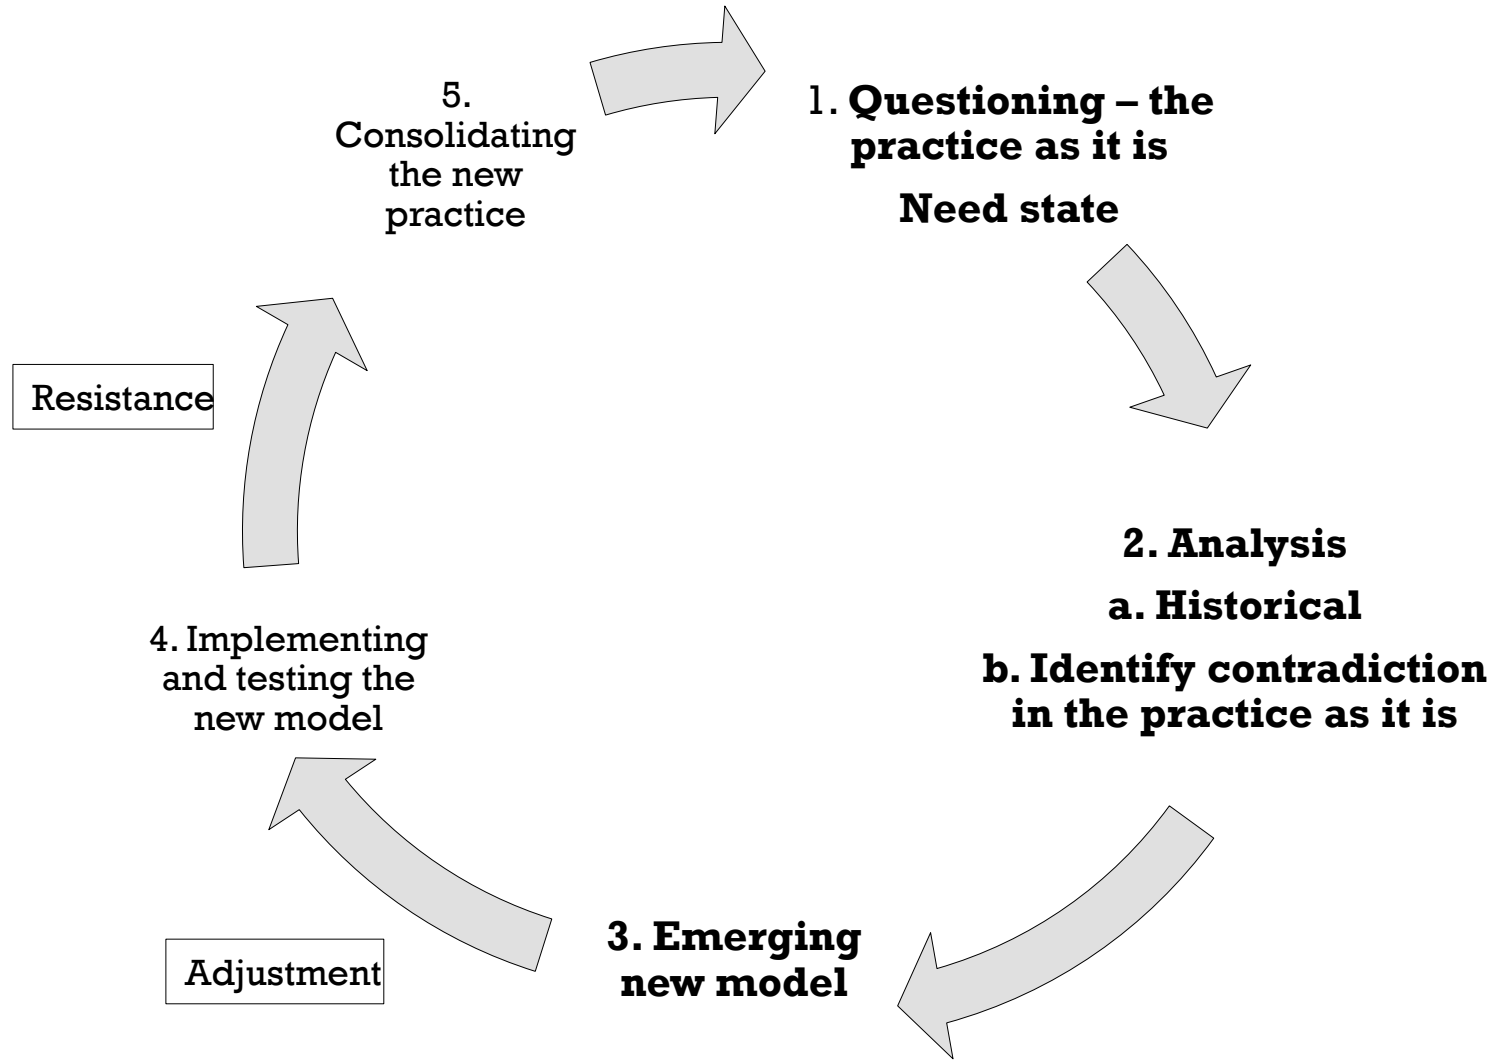 1. Questioning – the
practice as it is
Need state
2. Analysis
a. Historical
b. Identify contradiction
in the practice as it is
3. Emerging
new model
Adjustment
4. Implementing
and testing the
new model
Resistance
5.
Consolidating
the new
practice